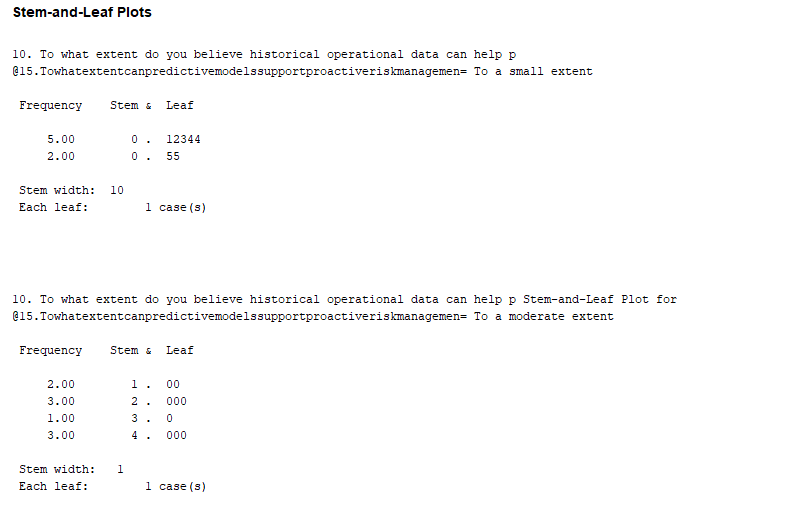 Stem-and-Leaf Plots
10. To what extent do you believe historical operational data can help p
@15.Towhatextentcanpredictivemodelssupportproactiveriskmanagemen= To a small extent
Frequency Stem & Leaf
5.00 0 . 12344
2.00 0 . 55
Stem width: 10
Each leaf: 1 case(s)
10. To what extent do you believe historical operational data can help p Stem-and-Leaf Plot for
@15.Towhatextentcanpredictivemodelssupportproactiveriskmanagemen= To a moderate extent
Frequency Stem & Leaf
2.00 1 . 00
3.00 2 . 000
1.00 3 . 0
3.00 4 . 000
Stem width: 1
Each leaf: 1 case(s)